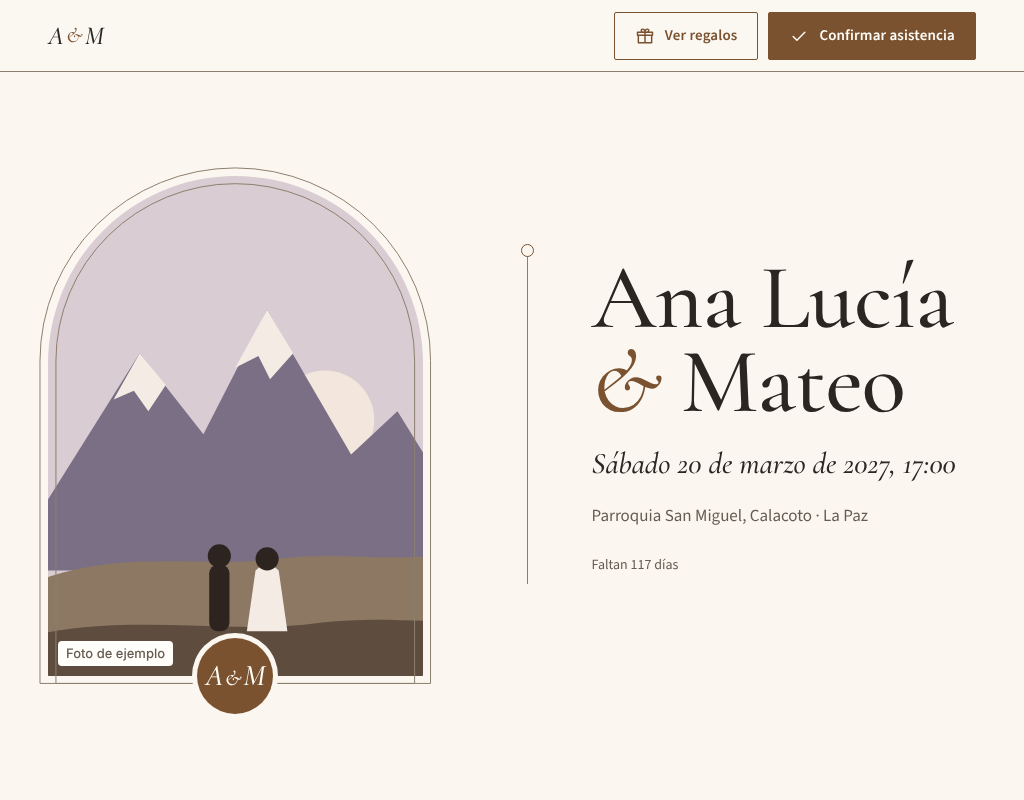 A & M
Ver regalos
Confirmar asistencia
Ana Lucía
& Mateo
Sábado 20 de marzo de 2027, 17:00
Parroquia San Miguel, Calacoto · La Paz
Faltan 117 días
Foto de ejemplo
A & M